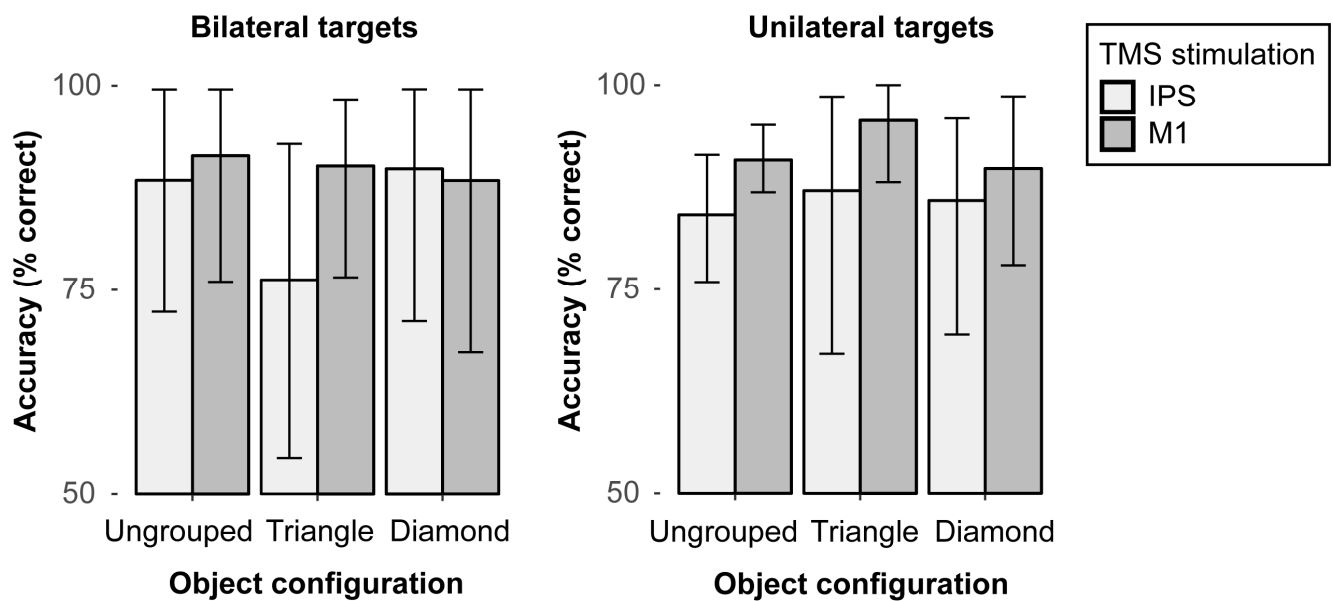 Bilateral targets
Accuracy (% correct)
100
75
50
Ungrouped Triangle Diamond
Object configuration
Unilateral targets
Accuracy (% correct)
100
75
50
Ungrouped Triangle Diamond
Object configuration
TMS stimulation
IPS
M1